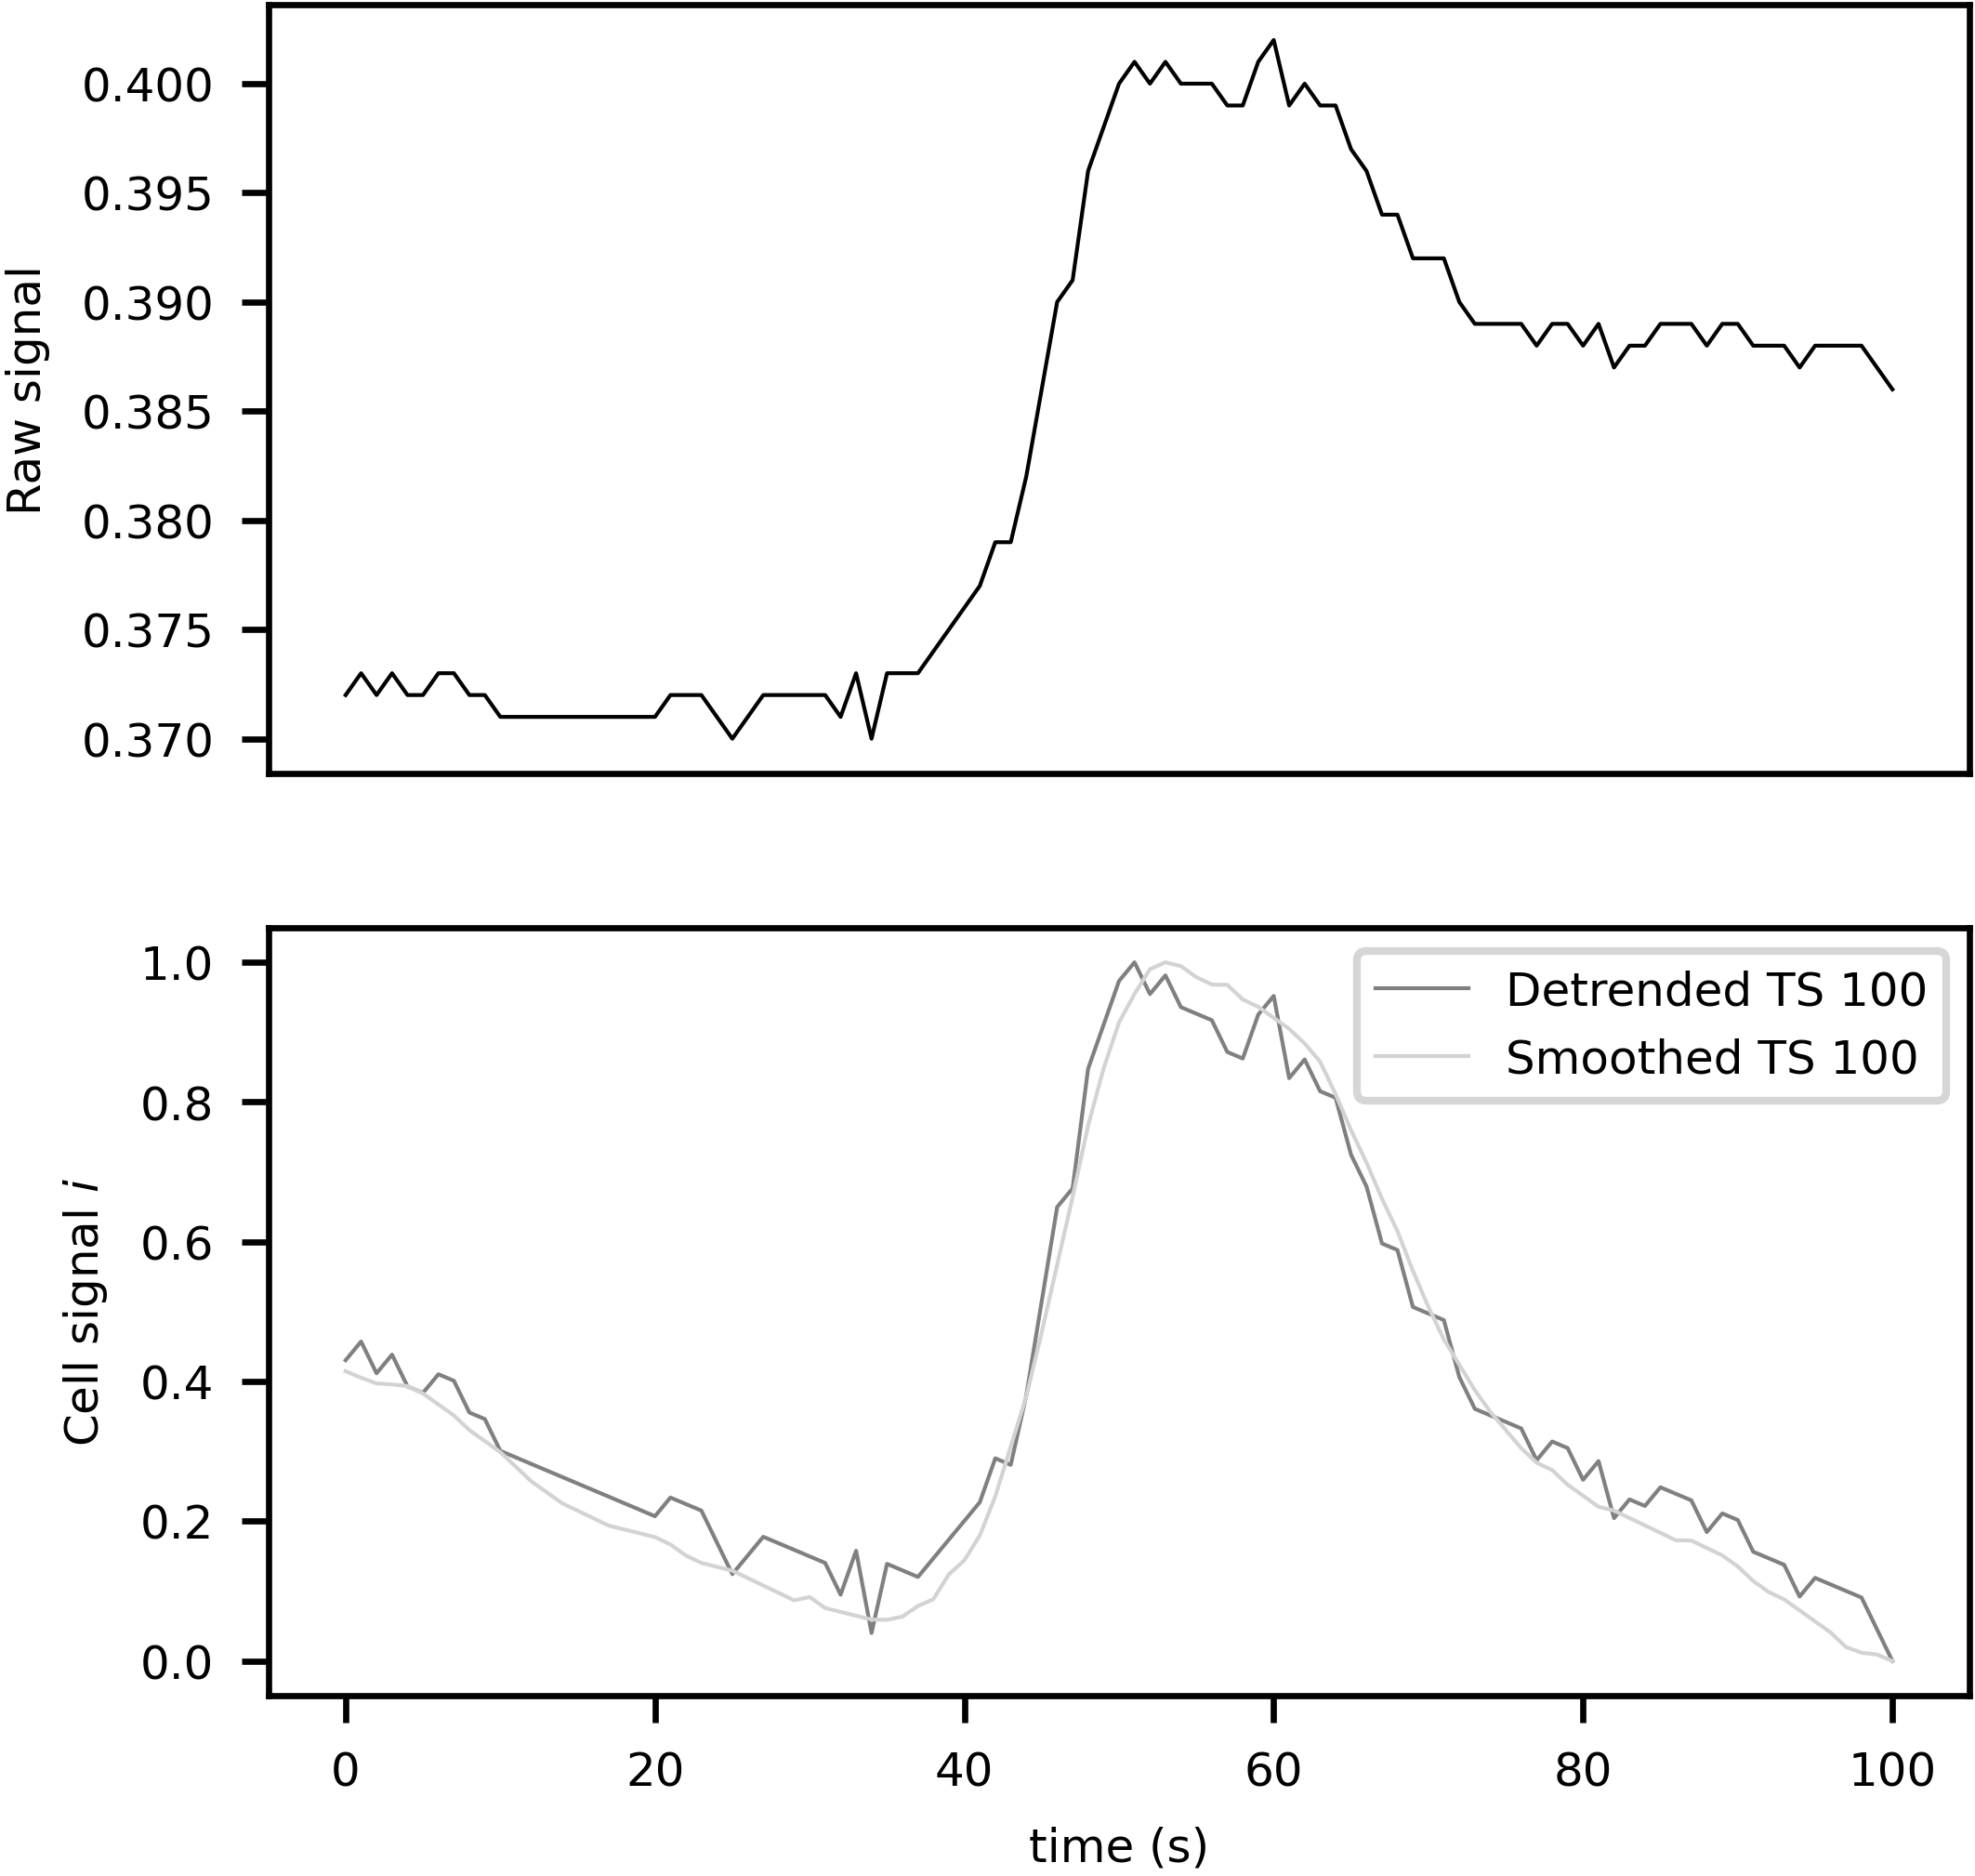 Raw signal
0.400
0.395
0.390
0.385
0.380
0.375
0.370
Cell signal i
1.0
0.8
0.6
0.4
0.2
0.0
Detrended TS 100
Smoothed TS 100
0 20 40 60 80 100
time (s)